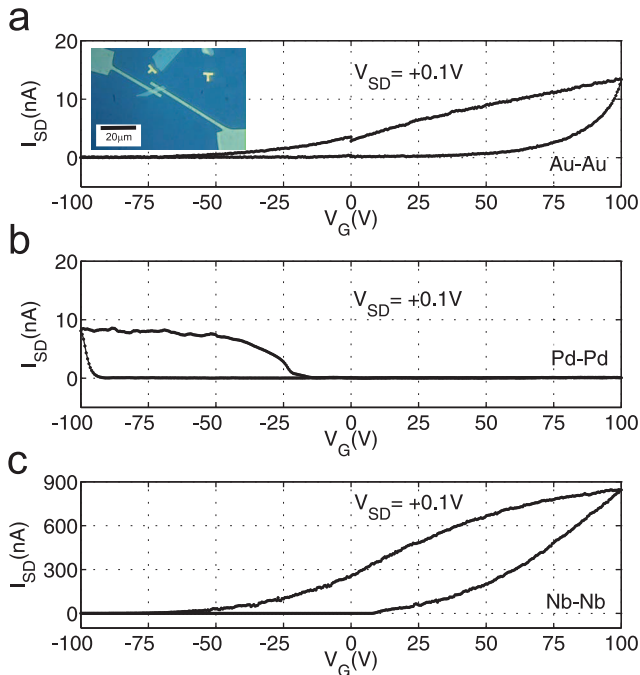 a
20
10
0
I_SD(nA)
20μm
V_SD= +0.1V
Au-Au
-100 -75 -50 -25 0 25 50 75 100
V_G(V)
b
20
10
0
I_SD(nA)
V_SD= +0.1V
Pd-Pd
-100 -75 -50 -25 0 25 50 75 100
V_G(V)
c
900
600
300
0
I_SD(nA)
V_SD= +0.1V
Nb-Nb
-100 -75 -50 -25 0 25 50 75 100
V_G(V)